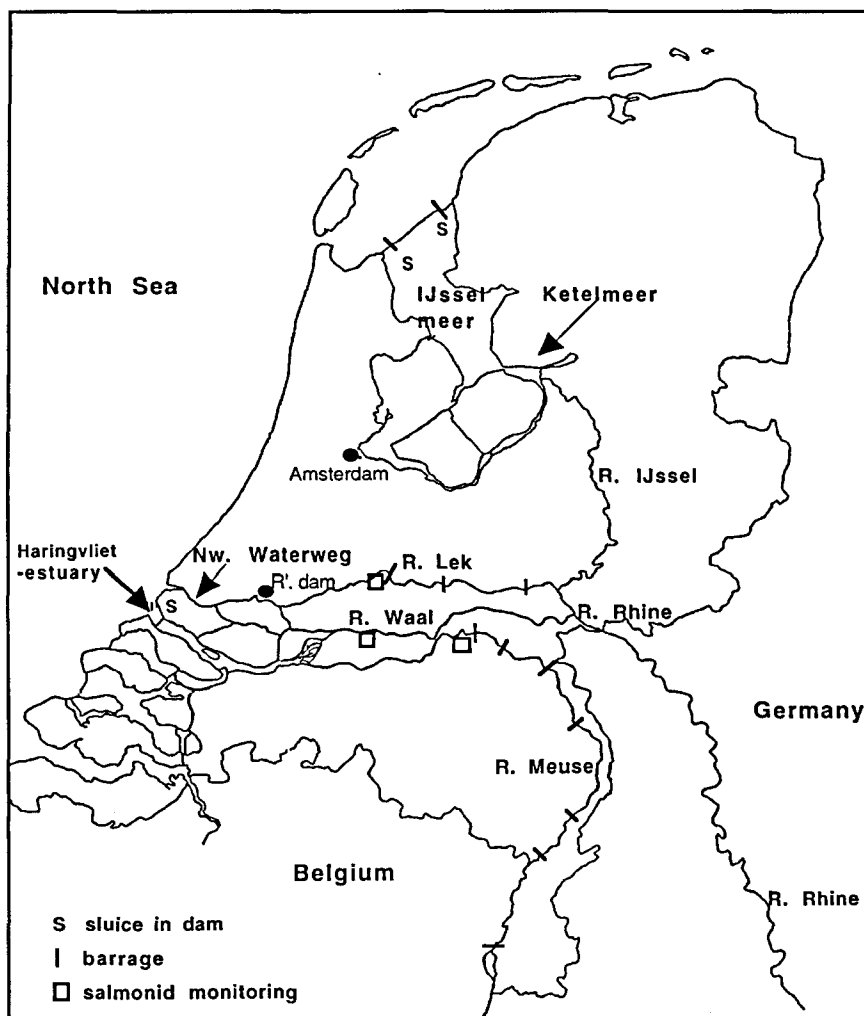 North Sea
S
S
IJssel
meer
Ketelmeer
Amsterdam
R. IJssel
Haringvliet
-estuary
Nw. Waterweg
R. Lek
R'. dam
S
R. Waal
R. Rhine
Germany
R. Meuse
Belgium
R. Rhine
S sluice in dam
barrage
salmonid monitoring